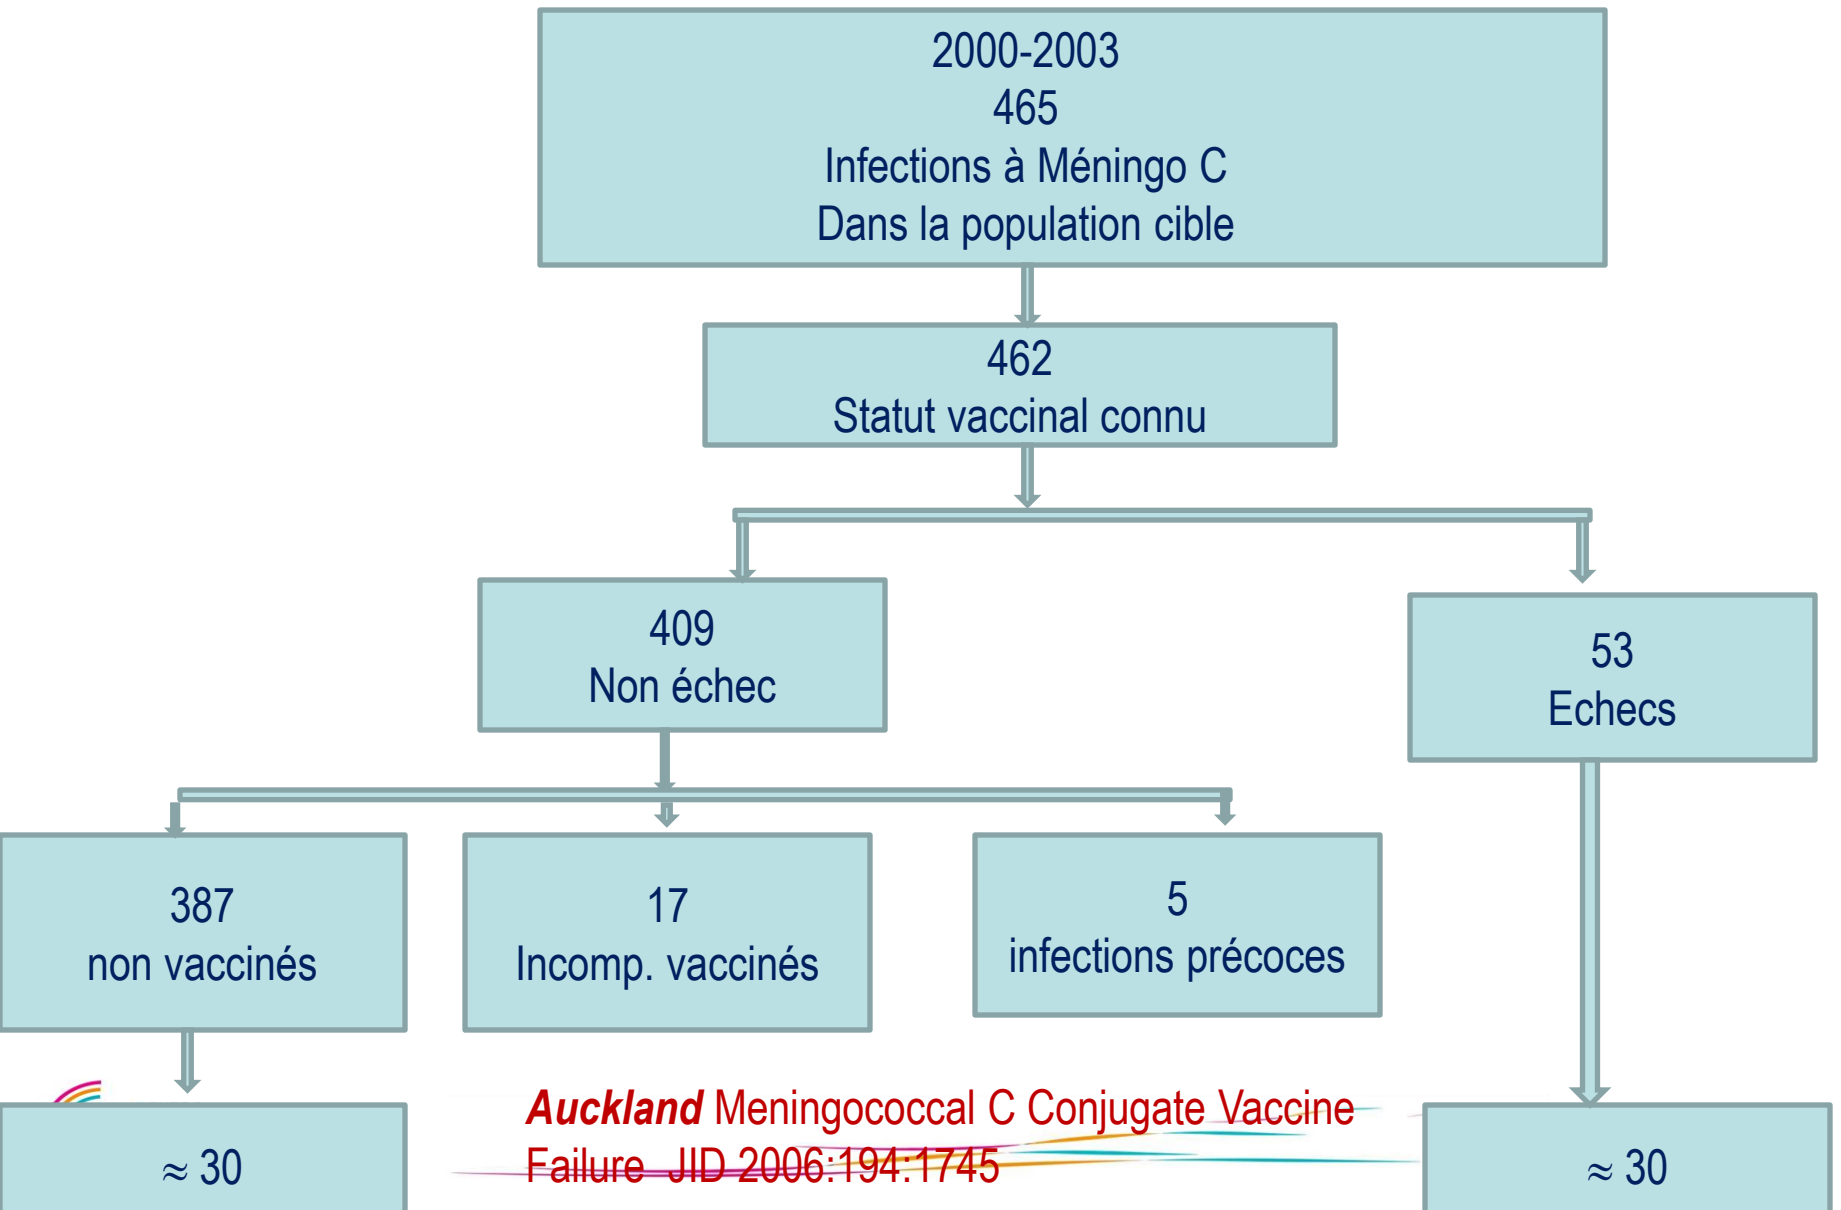 2000-2003
465
Infections à Méningo C
Dans la population cible
462
Statut vaccinal connu
409
Non échec
53
Echecs
387
non vaccinés
17
Incomp. vaccinés
5
infections précoces
≈ 30
Auckland Meningococcal C Conjugate Vaccine
Failure JID 2006:194:1745
≈ 30